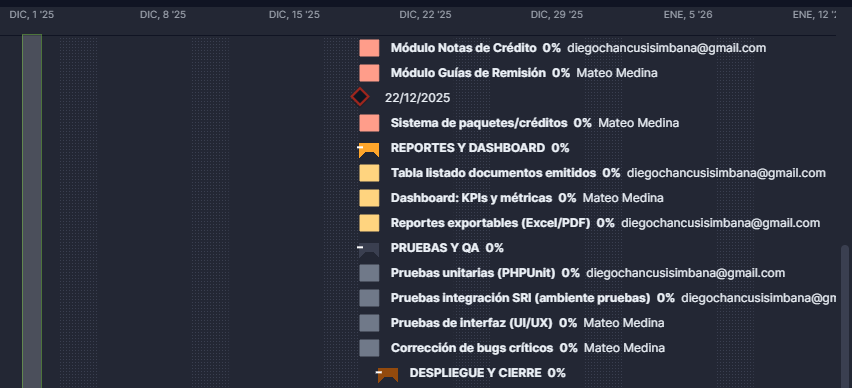 DIC, 1 '25 DIC, 8 '25 DIC, 15 '25 DIC, 22 '25 DIC, 29 '25 ENE, 5 '26 ENE, 12 '
Módulo Notas de Crédito 0% diegochancusisimbana@gmail.com
Módulo Guías de Remisión 0% Mateo Medina
22/12/2025
Sistema de paquetes/créditos 0% Mateo Medina
REPORTES Y DASHBOARD 0%
Tabla listado documentos emitidos 0% diegochancusisimbana@gmail.com
Dashboard: KPIs y métricas 0% Mateo Medina
Reportes exportables (Excel/PDF) 0% diegochancusisimbana@gmail.com
PRUEBAS Y QA 0%
Pruebas unitarias (PHPUnit) 0% diegochancusisimbana@gmail.com
Pruebas integración SRI (ambiente pruebas) 0% diegochancusisimbana@gm
Pruebas de interfaz (UI/UX) 0% Mateo Medina
Corrección de bugs críticos 0% Mateo Medina
DESPLIEGUE Y CIERRE 0%